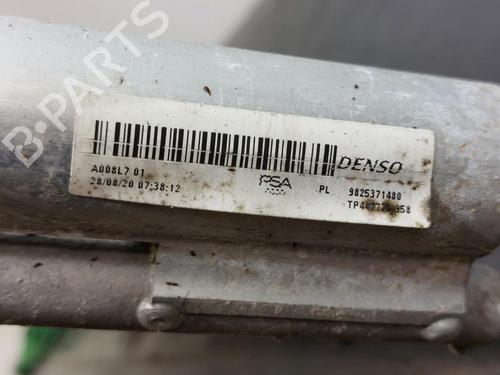 B-PARTS
DENSO
A008L7 01
28/08/20 07:38:12
PSA
PL
9825371480